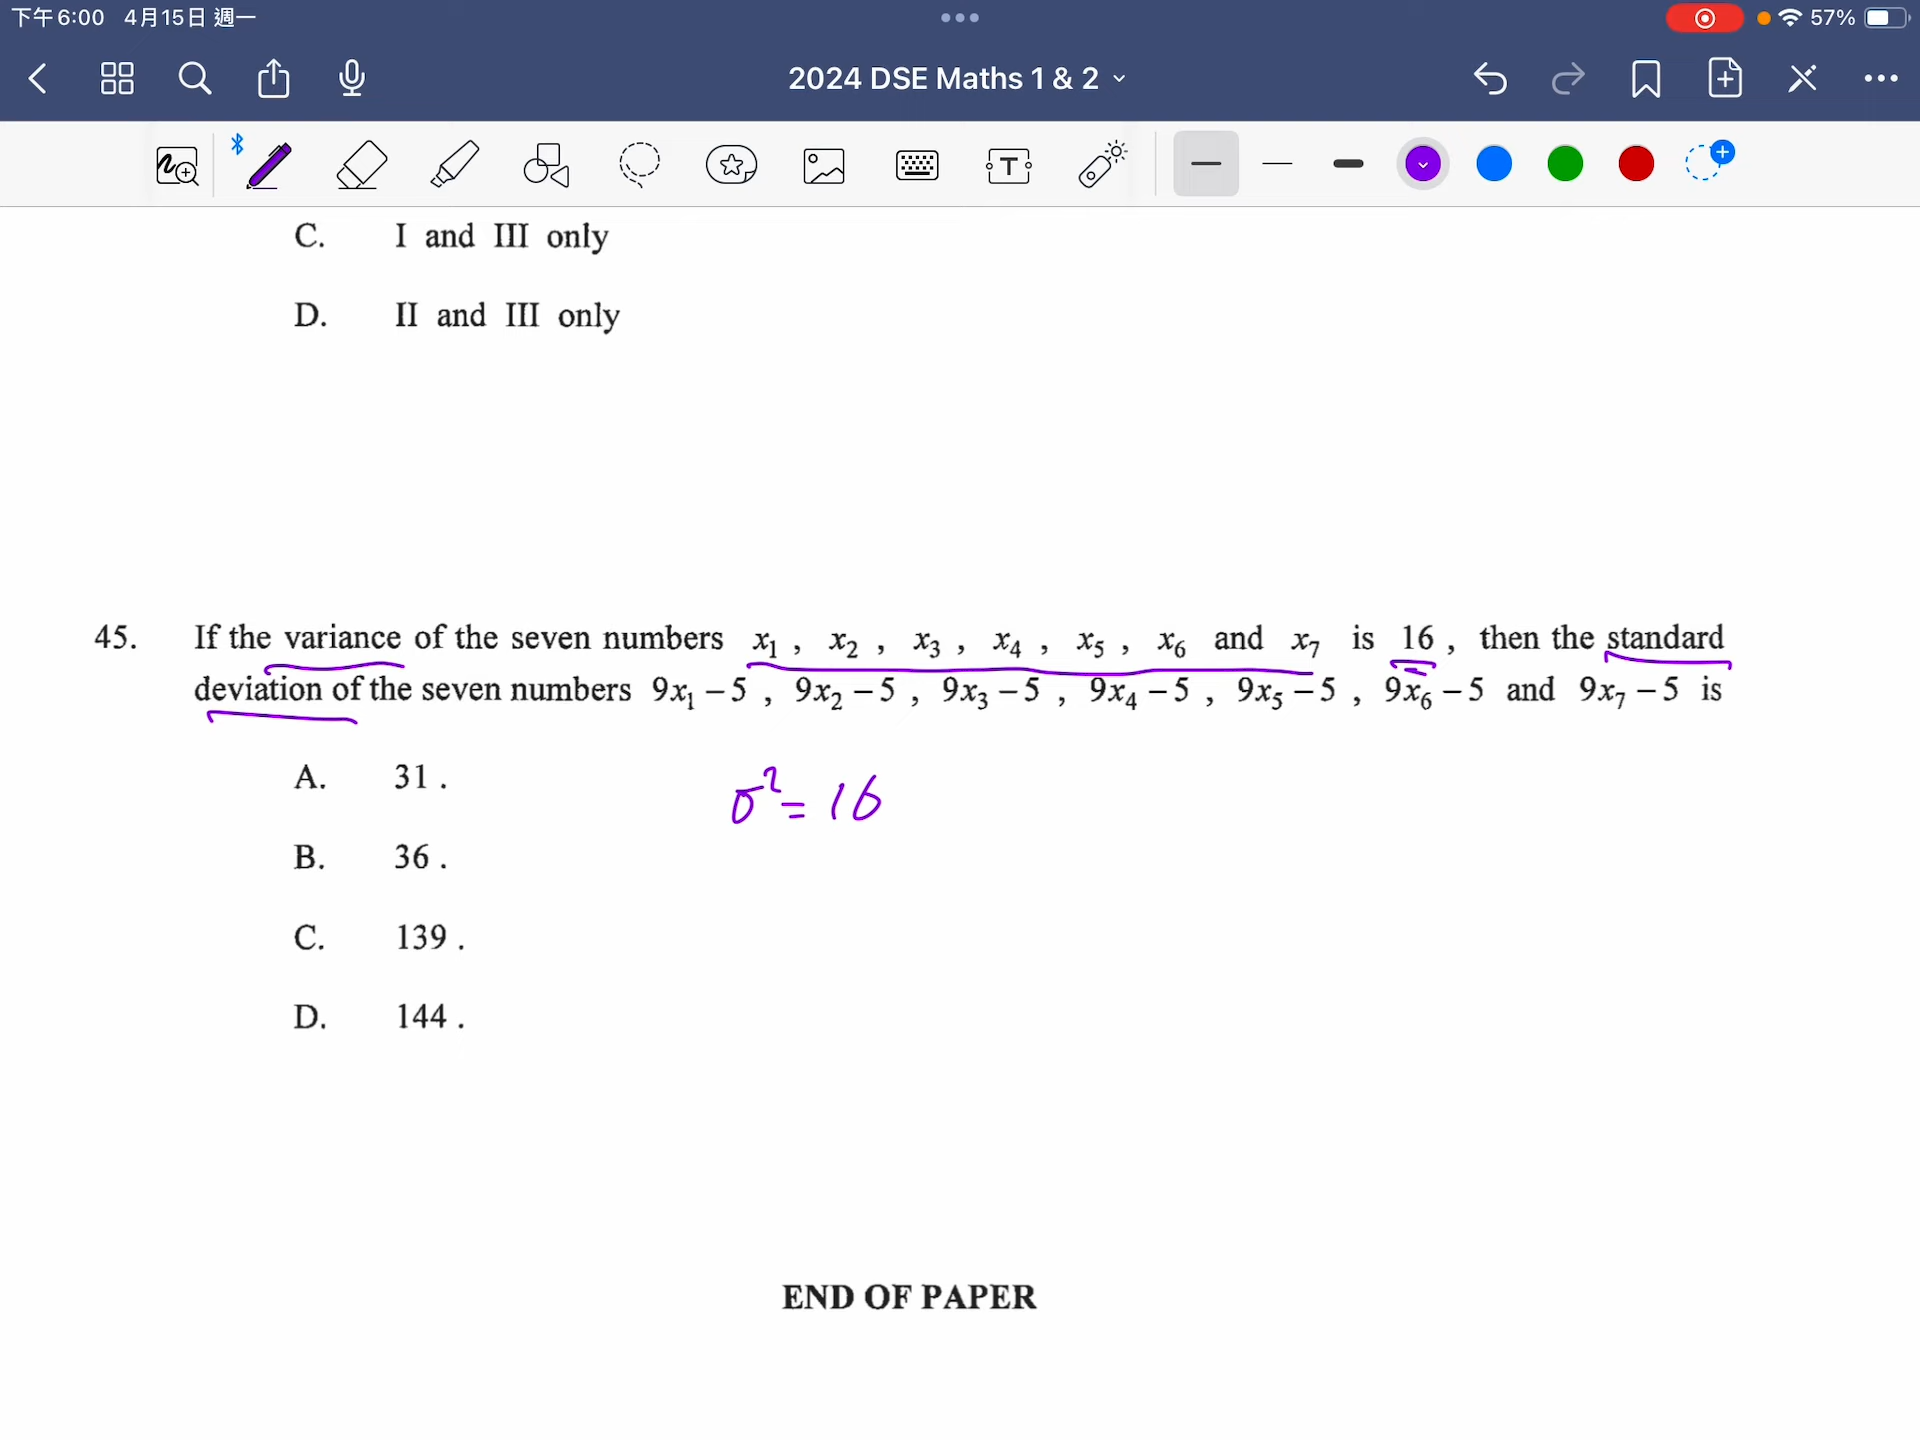 下午6:00 4月15日 週一
57%
2024 DSE Maths 1 & 2
T
C. I and III only
D. II and III only
45. If the variance of the seven numbers x₁ , x₂ , x₃ , x₄ , x₅ , x₆ and x₇ is 16 , then the standard
deviation of the seven numbers 9x₁ – 5 , 9x₂ – 5 , 9x₃ – 5 , 9x₄ – 5 , 9x₅ – 5 , 9x₆ – 5 and 9x₇ – 5 is
A. 31 .
σ² = 16
B. 36 .
C. 139 .
D. 144 .
END OF PAPER